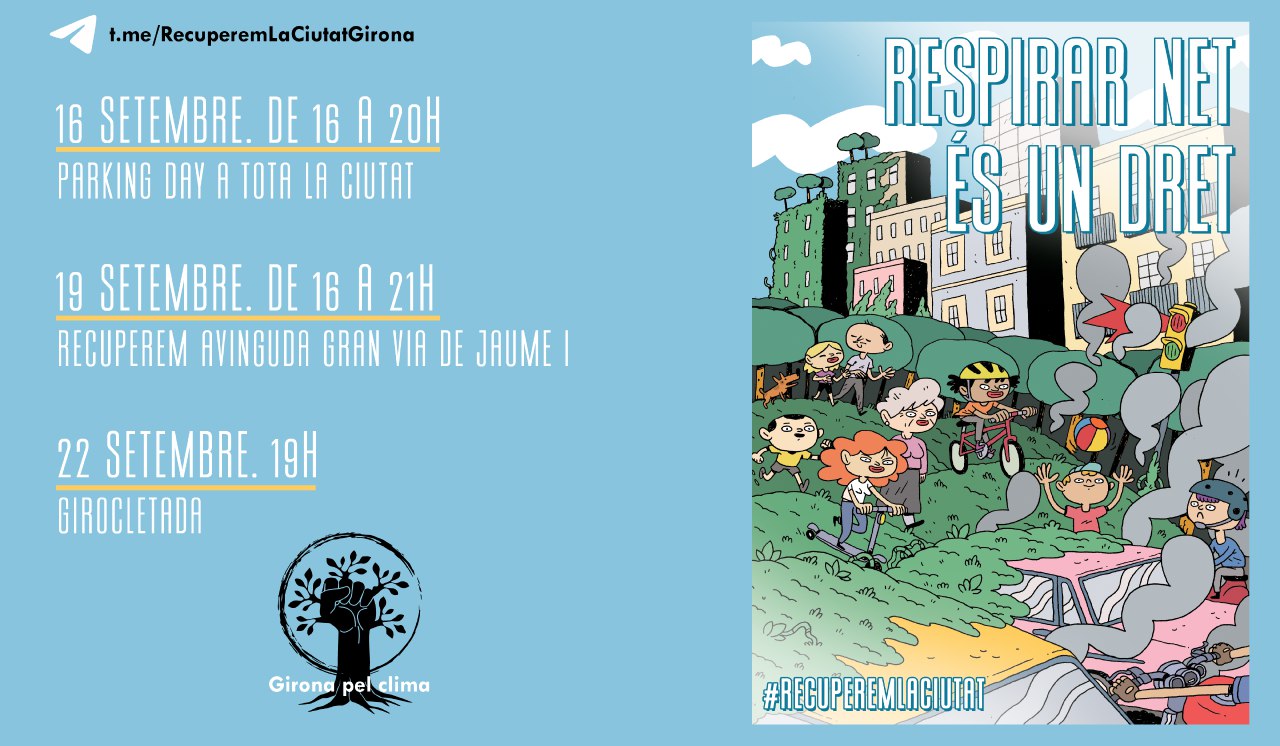 t.me/RecuperemLaCiutatGirona
16 SETEMBRE. DE 16 A 20H
PARKING DAY A TOTA LA CIUTAT
19 SETEMBRE. DE 16 A 21H
RECUPEREM AVINGUDA GRAN VIA DE JAUME I
22 SETEMBRE. 19H
GIROCLETADA
Girona pel clima
RESPIRAR NET
ÉS UN DRET
#RECUPEREMLACIUTAT